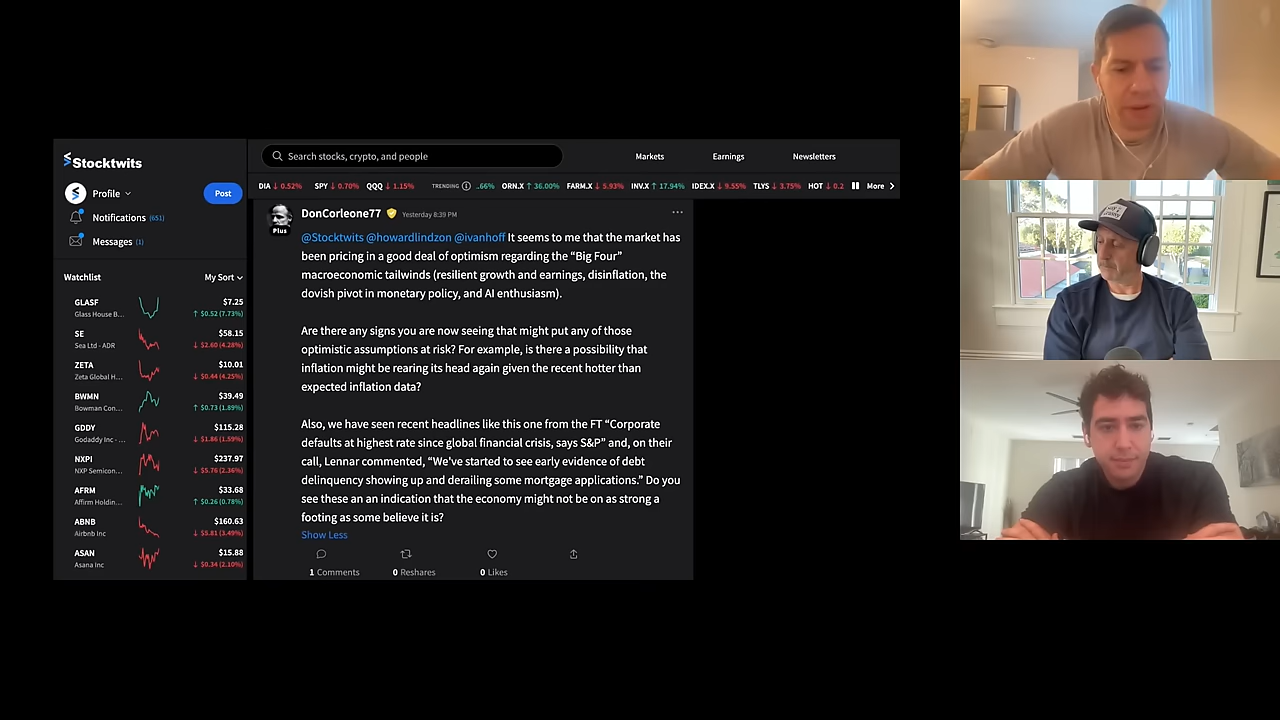 Stocktwits
Search stocks, crypto, and people
Markets
Earnings
Newsletters
Profile
Post
DIA ↓ 0.52% SPY ↓ 0.70% QQQ ↓ 1.15% TRENDING .66% ORN.X ↑ 36.00% FARM.X ↓ 5.93% INV.X ↑ 17.94% IDEX.X ↓ 9.55% TLYS ↓ 3.75% HOT ↓ 0.2 More
Notifications (651)
Messages (1)
Watchlist
My Sort
GLASF $7.25
Glass House B... ↑ $0.52 (7.73%)
SE $58.15
Sea Ltd - ADR ↓ $2.60 (4.28%)
ZETA $10.01
Zeta Global H... ↓ $0.44 (4.25%)
BWMN $39.49
Bowman Con... ↑ $0.73 (1.89%)
GDDY $115.28
Godaddy Inc - ... ↓ $1.86 (1.59%)
NXPI $237.97
NXP Semicon... ↓ $5.76 (2.36%)
AFRM $33.68
Affirm Holdin... ↑ $0.26 (0.78%)
ABNB $160.63
Airbnb Inc ↓ $5.81 (3.49%)
ASAN $15.88
Asana Inc ↓ $0.34 (2.10%)
Plus
DonCorleone77 Yesterday 8:39 PM
@Stocktwits @howardlindzon @ivanhoff It seems to me that the market has
been pricing in a good deal of optimism regarding the “Big Four”
macroeconomic tailwinds (resilient growth and earnings, disinflation, the
dovish pivot in monetary policy, and AI enthusiasm).
Are there any signs you are now seeing that might put any of those
optimistic assumptions at risk? For example, is there a possibility that
inflation might be rearing its head again given the recent hotter than
expected inflation data?
Also, we have seen recent headlines like this one from the FT “Corporate
defaults at highest rate since global financial crisis, says S&P” and, on their
call, Lennar commented, “We've started to see early evidence of debt
delinquency showing up and derailing some mortgage applications.” Do you
see these an an indication that the economy might not be on as strong a
footing as some believe it is?
Show Less
1 Comments
0 Reshares
0 Likes